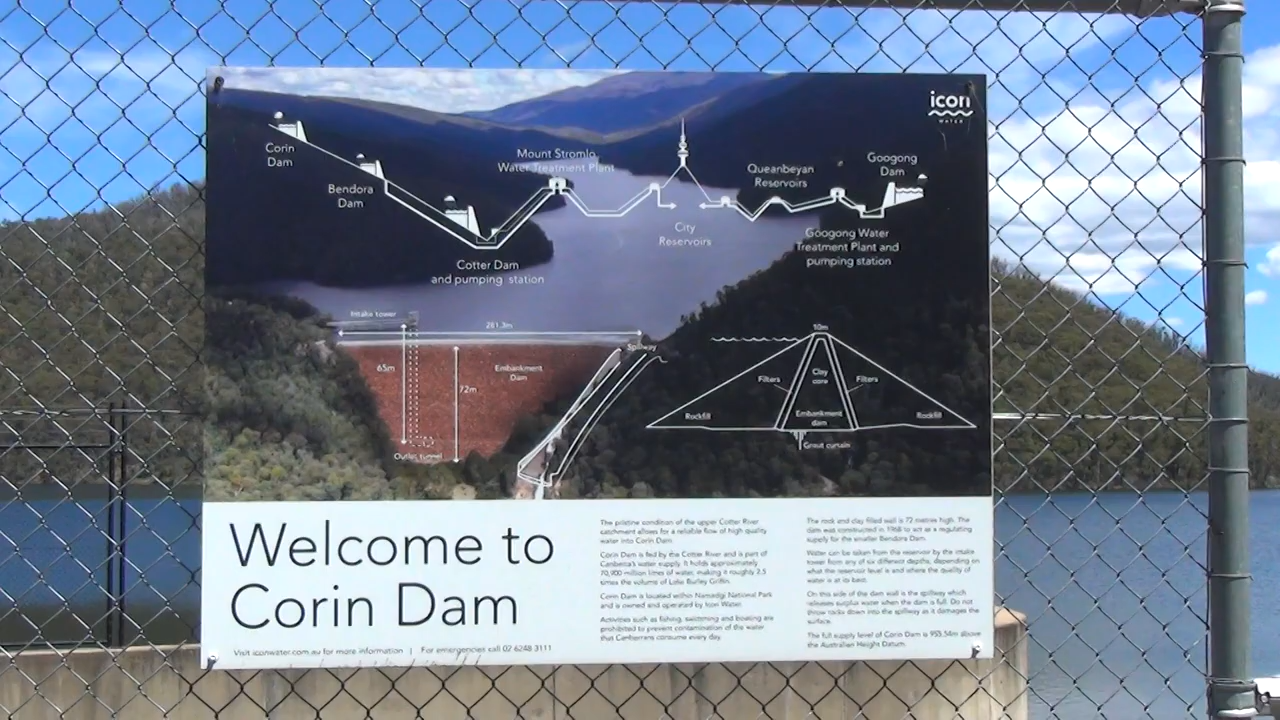 icon
WATER
Corin
Dam
Bendora
Dam
Mount Stromlo
Water Treatment Plant
Cotter Dam
and pumping station
City
Reservoirs
Queanbeyan
Reservoirs
Googong
Dam
Googong Water
Treatment Plant and
pumping station
Intake tower
281.3m
65m
72m
Embankment
Dam
Spillway
Outlet tunnel
10m
Filters
Clay
core
Filters
Rockfill
Embankment
dam
Rockfill
Grout curtain
Welcome to
Corin Dam
Visit iconwater.com.au for more information | For emergencies call 02 6248 3111
The pristine condition of the upper Cotter River
catchment allows for a reliable flow of high quality
water into Corin Dam.
Corin Dam is fed by the Cotter River and is part of
Canberra's water supply. It holds approximately
70,900 million litres of water, making it roughly 2.5
times the volume of Lake Burley Griffin.
Corin Dam is located within Namadgi National Park
and is owned and operated by Icon Water.
Activities such as fishing, swimming and boating are
prohibited to prevent contamination of the water
that Canberrans consume every day.
The rock and clay filled wall is 72 metres high. The
dam was constructed in 1968 to act as a regulating
supply for the smaller Bendora Dam.
Water can be taken from the reservoir by the intake
tower from any of six different depths, depending on
what the reservoir level is and where the quality of
water is at its best.
On this side of the dam wall is the spillway which
releases surplus water when the dam is full. Do not
throw rocks down into the spillway as it damages the
surface.
The full supply level of Corin Dam is 955.54m above
the Australian Height Datum.